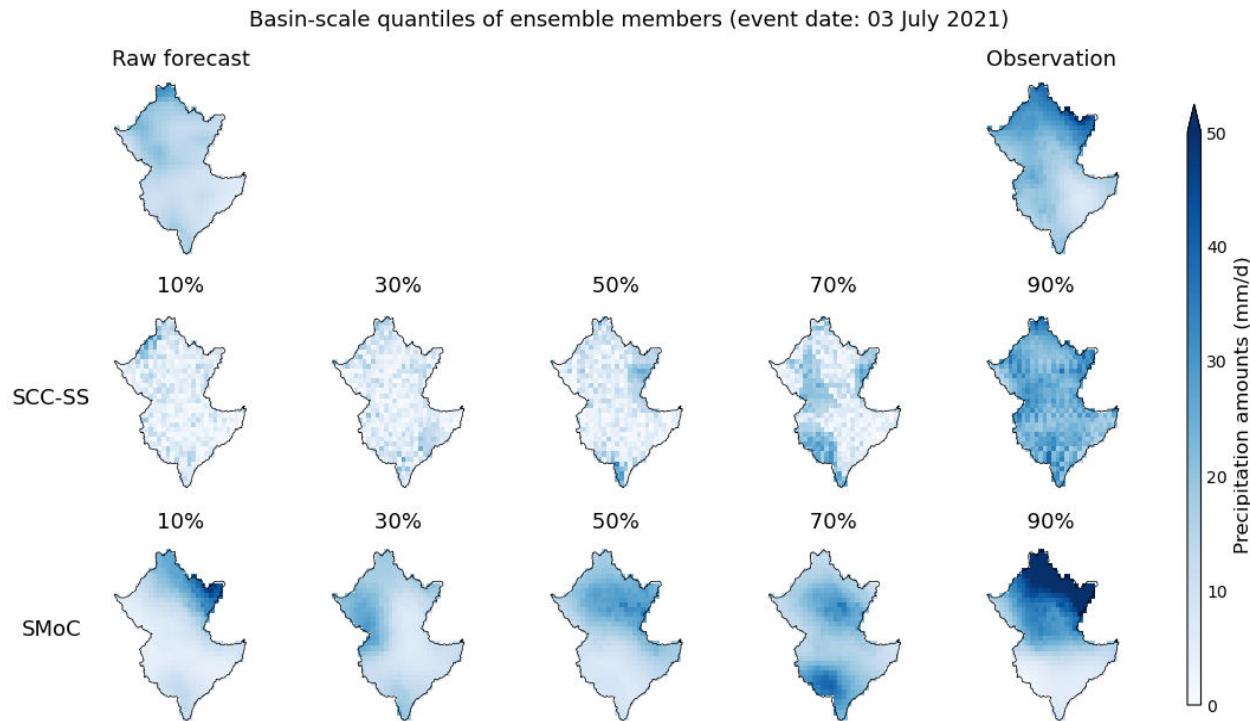 Basin-scale quantiles of ensemble members (event date: 03 July 2021)
Raw forecast
Observation
10%
30%
50%
70%
90%
SCC-SS
10%
30%
50%
70%
90%
SMoC
50
40
30
20
10
0
Precipitation amounts (mm/d)